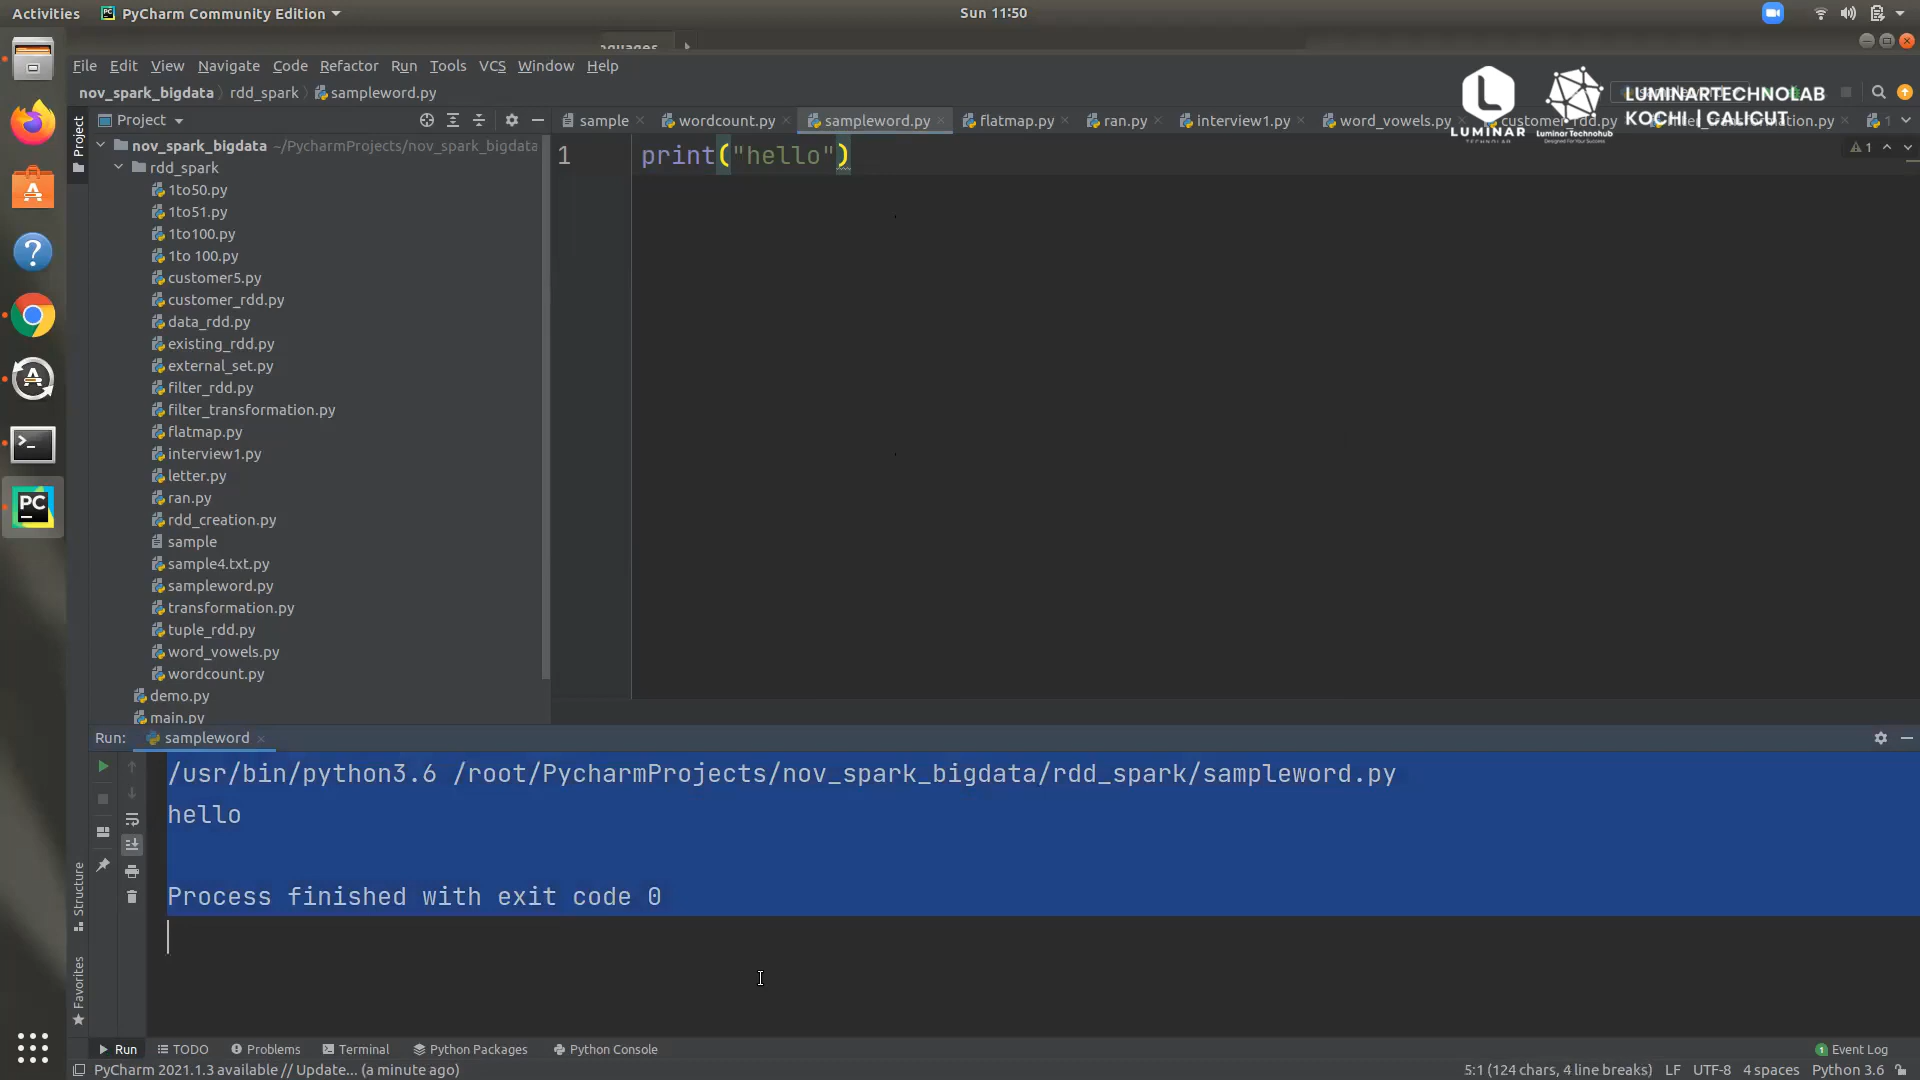 Activities PyCharm Community Edition Sun 11:50
File Edit View Navigate Code Refactor Run Tools VCS Window Help
nov_spark_bigdata rdd_spark sampleword.py
LUMINAR
LUMINARTECHNOLAB
KOCHI | CALICUT
Project
Project
sample wordcount.py sampleword.py flatmap.py ran.py interview1.py word_vowels.py customer_rdd.py transformation.py 1
1 print("hello")
1
nov_spark_bigdata ~/PycharmProjects/nov_spark_bigdata
rdd_spark
1to50.py
1to51.py
1to100.py
1to 100.py
customer5.py
customer_rdd.py
data_rdd.py
existing_rdd.py
external_set.py
filter_rdd.py
filter_transformation.py
flatmap.py
interview1.py
letter.py
ran.py
rdd_creation.py
sample
sample4.txt.py
sampleword.py
transformation.py
tuple_rdd.py
word_vowels.py
wordcount.py
demo.py
main.py
Run: sampleword
/usr/bin/python3.6 /root/PycharmProjects/nov_spark_bigdata/rdd_spark/sampleword.py
hello
Process finished with exit code 0
Structure
Favorites
Run TODO Problems Terminal Python Packages Python Console 1 Event Log
PyCharm 2021.1.3 available // Update... (a minute ago) 5:1 (124 chars, 4 line breaks) LF UTF-8 4 spaces Python 3.6